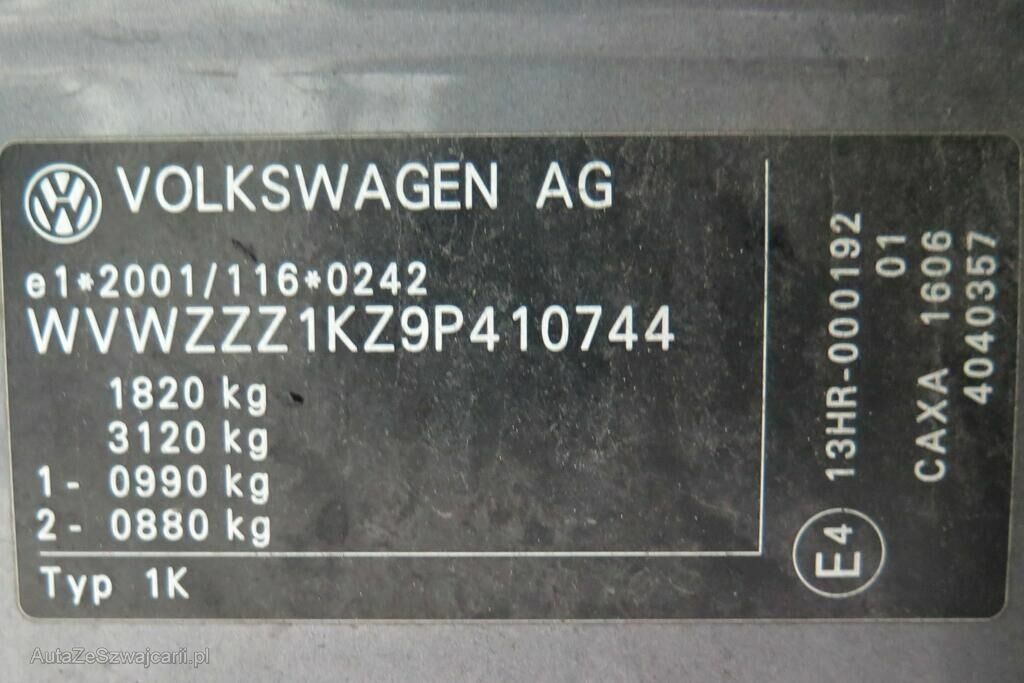 VOLKSWAGEN AG
e1*2001/116*0242
WVWZZZ1KZ9P410744
1820 kg
3120 kg
1- 0990 kg
2- 0880 kg
Typ 1K
E4 13HR-000192
01
CAXA 1606
4040357
AutaZeSzwajcarii.pl